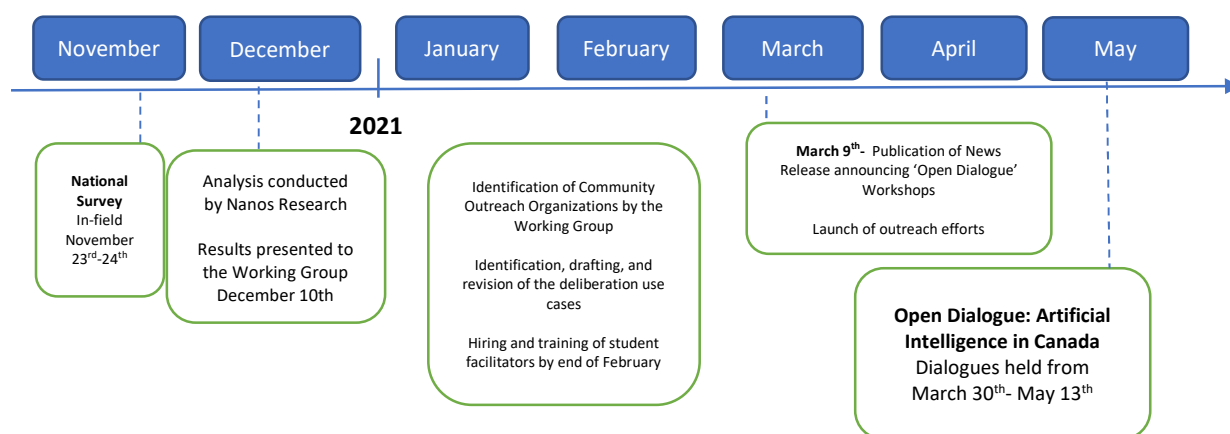 November
December
January
February
March
April
May
2021
National
Survey
In-field
November
23rd-24th
Analysis conducted
by Nanos Research
Results presented to
the Working Group
December 10th
Identification of Community
Outreach Organizations by the
Working Group
Identification, drafting, and
revision of the deliberation use
cases
Hiring and training of student
facilitators by end of February
March 9th- Publication of News
Release announcing ‘Open Dialogue’
Workshops
Launch of outreach efforts
Open Dialogue: Artificial
Intelligence in Canada
Dialogues held from
March 30th- May 13th